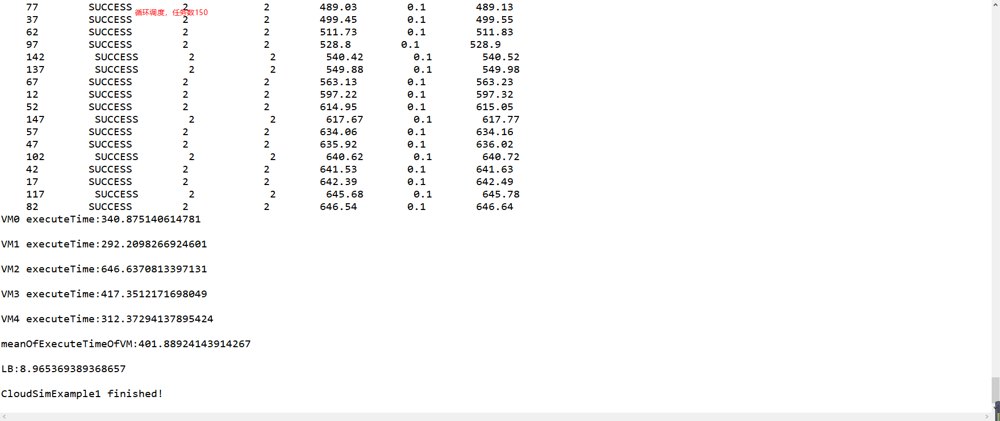 77 SUCCESS 2 2 489.03 0.1 489.13
循环调度，任务数150
37 SUCCESS 2 2 499.45 0.1 499.55
62 SUCCESS 2 2 511.73 0.1 511.83
97 SUCCESS 2 2 528.8 0.1 528.9
142 SUCCESS 2 2 540.42 0.1 540.52
137 SUCCESS 2 2 549.88 0.1 549.98
67 SUCCESS 2 2 563.13 0.1 563.23
12 SUCCESS 2 2 597.22 0.1 597.32
52 SUCCESS 2 2 614.95 0.1 615.05
147 SUCCESS 2 2 617.67 0.1 617.77
57 SUCCESS 2 2 634.06 0.1 634.16
47 SUCCESS 2 2 635.92 0.1 636.02
102 SUCCESS 2 2 640.62 0.1 640.72
42 SUCCESS 2 2 641.53 0.1 641.63
17 SUCCESS 2 2 642.39 0.1 642.49
117 SUCCESS 2 2 645.68 0.1 645.78
82 SUCCESS 2 2 646.54 0.1 646.64
VM0 executeTime:340.875140614781
VM1 executeTime:292.2098266924601
VM2 executeTime:646.6370813397131
VM3 executeTime:417.3512171698049
VM4 executeTime:312.37294137895424
meanOfExecuteTimeOfVM:401.88924143914267
LB:8.965369389368657
CloudSimExample1 finished!